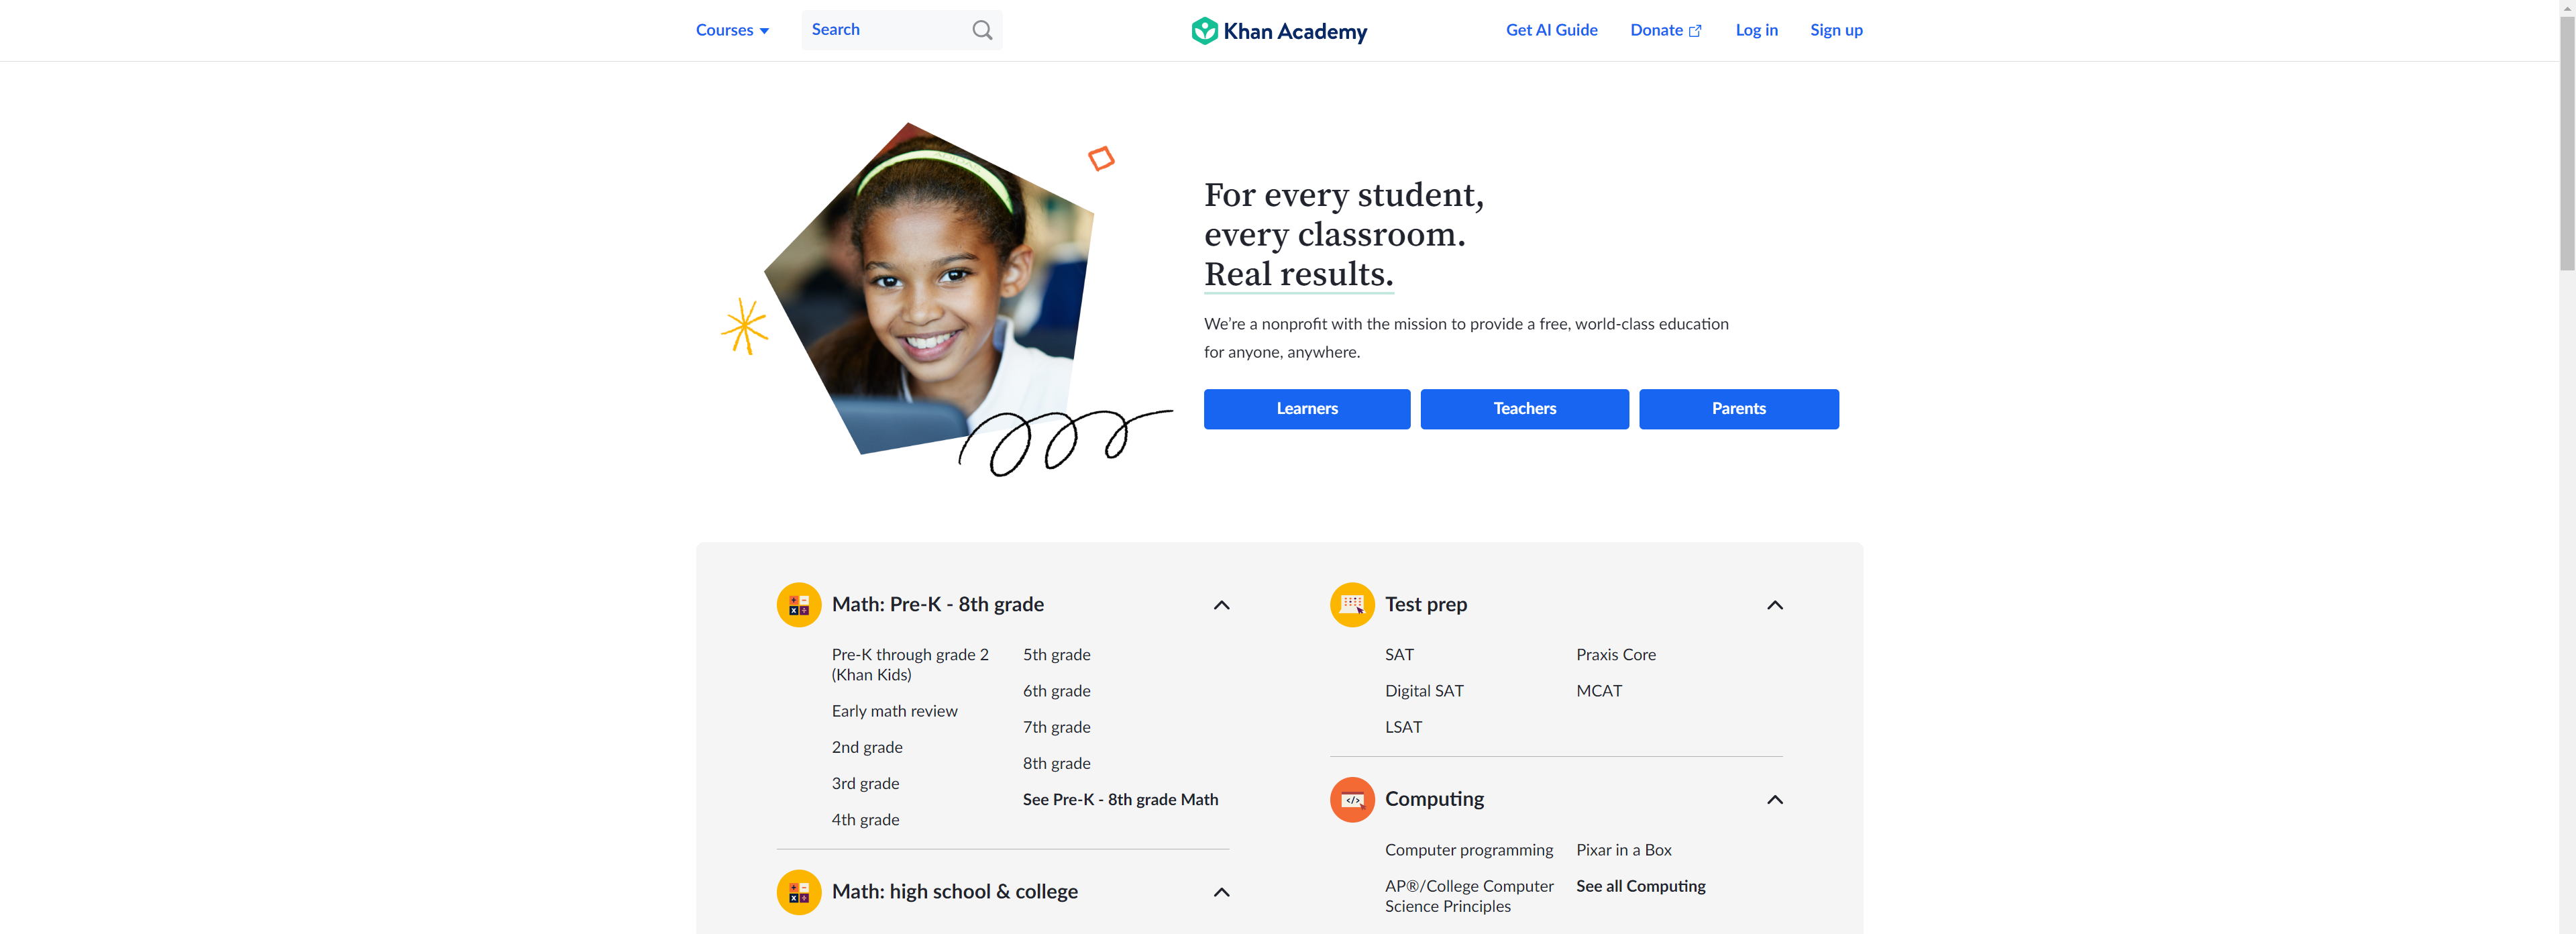 Courses
Search
Khan Academy
Get AI Guide
Donate
Log in
Sign up
For every student,
every classroom.
Real results.
We’re a nonprofit with the mission to provide a free, world-class education
for anyone, anywhere.
Learners
Teachers
Parents
Math: Pre-K - 8th grade
Pre-K through grade 2
(Khan Kids)
Early math review
2nd grade
3rd grade
4th grade
5th grade
6th grade
7th grade
8th grade
See Pre-K - 8th grade Math
Math: high school & college
Test prep
SAT
Digital SAT
LSAT
Praxis Core
MCAT
Computing
Computer programming
AP®/College Computer
Science Principles
Pixar in a Box
See all Computing